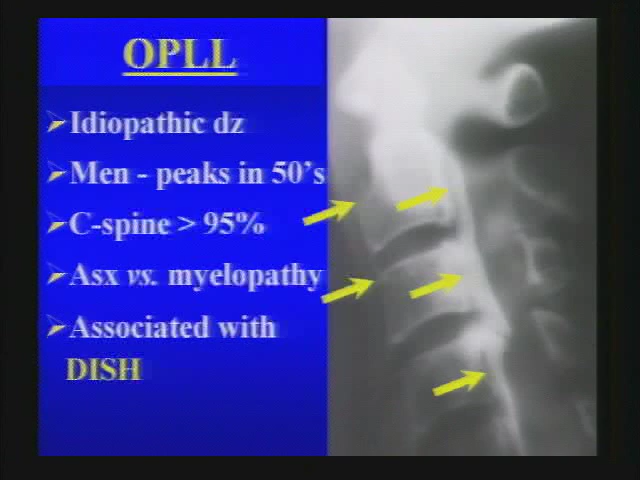 OPLL
Idiopathic dz
Men - peaks in 50's
C-spine > 95%
Asx vs. myelopathy
Associated with
DISH